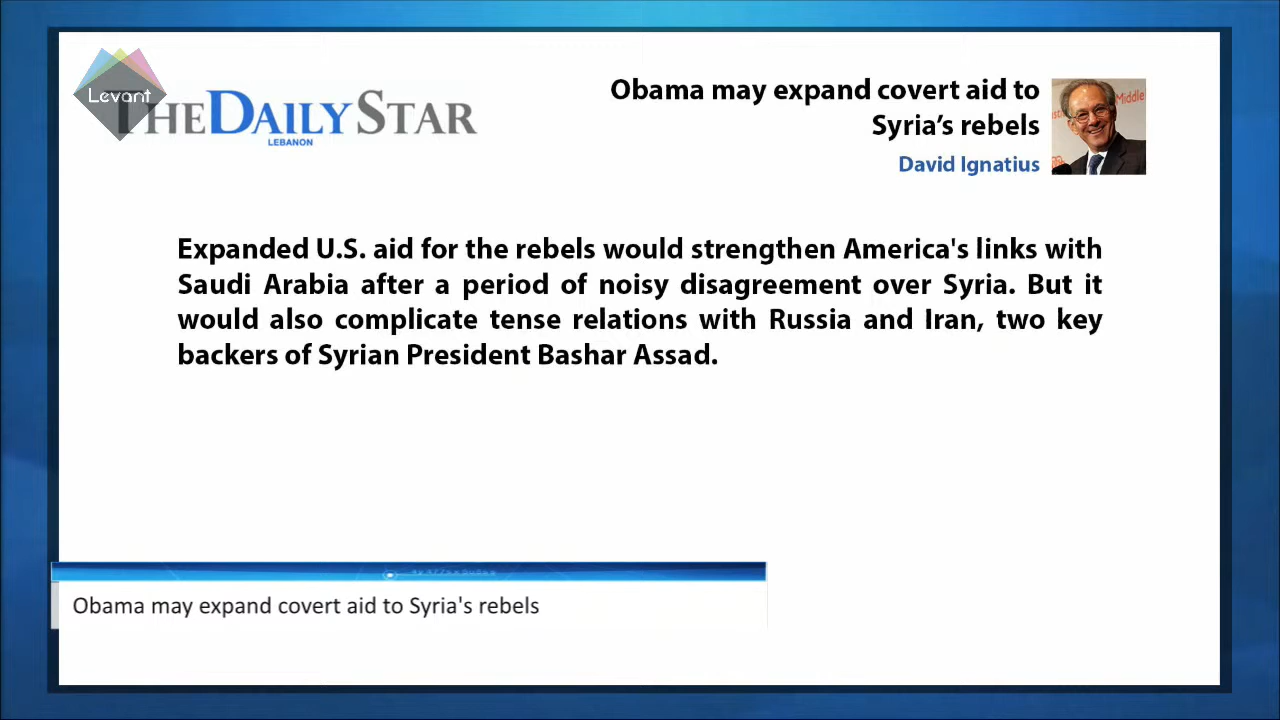 Levant
THE DAILY STAR
LEBANON
Obama may expand covert aid to
Syria’s rebels
David Ignatius
Middle
Expanded U.S. aid for the rebels would strengthen America's links with
Saudi Arabia after a period of noisy disagreement over Syria. But it
would also complicate tense relations with Russia and Iran, two key
backers of Syrian President Bashar Assad.
Obama may expand covert aid to Syria's rebels